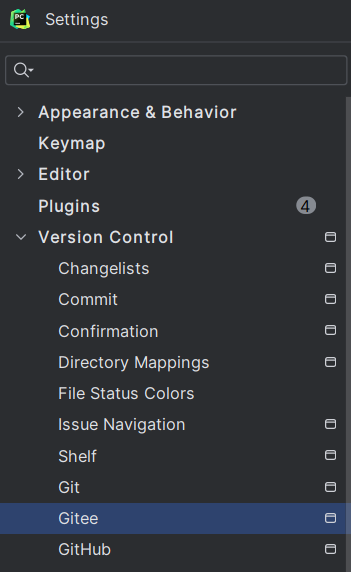 PC
Settings
Appearance & Behavior
Keymap
Editor
Plugins 4
Version Control
Changelists
Commit
Confirmation
Directory Mappings
File Status Colors
Issue Navigation
Shelf
Git
Gitee
GitHub